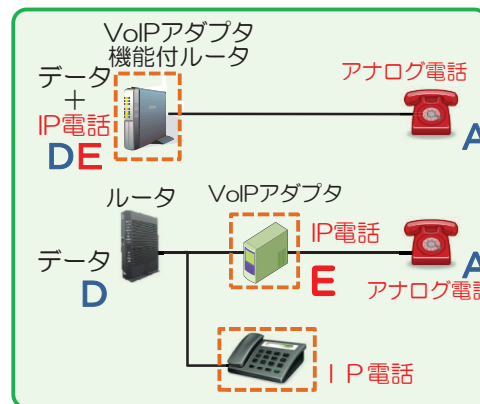 VoIPアダプタ
機能付ルータ
データ
+
IP電話
DE
アナログ電話
A
ルータ
VoIPアダプタ
データ
D
IP電話
E
A
アナログ電話
ＩＰ電話